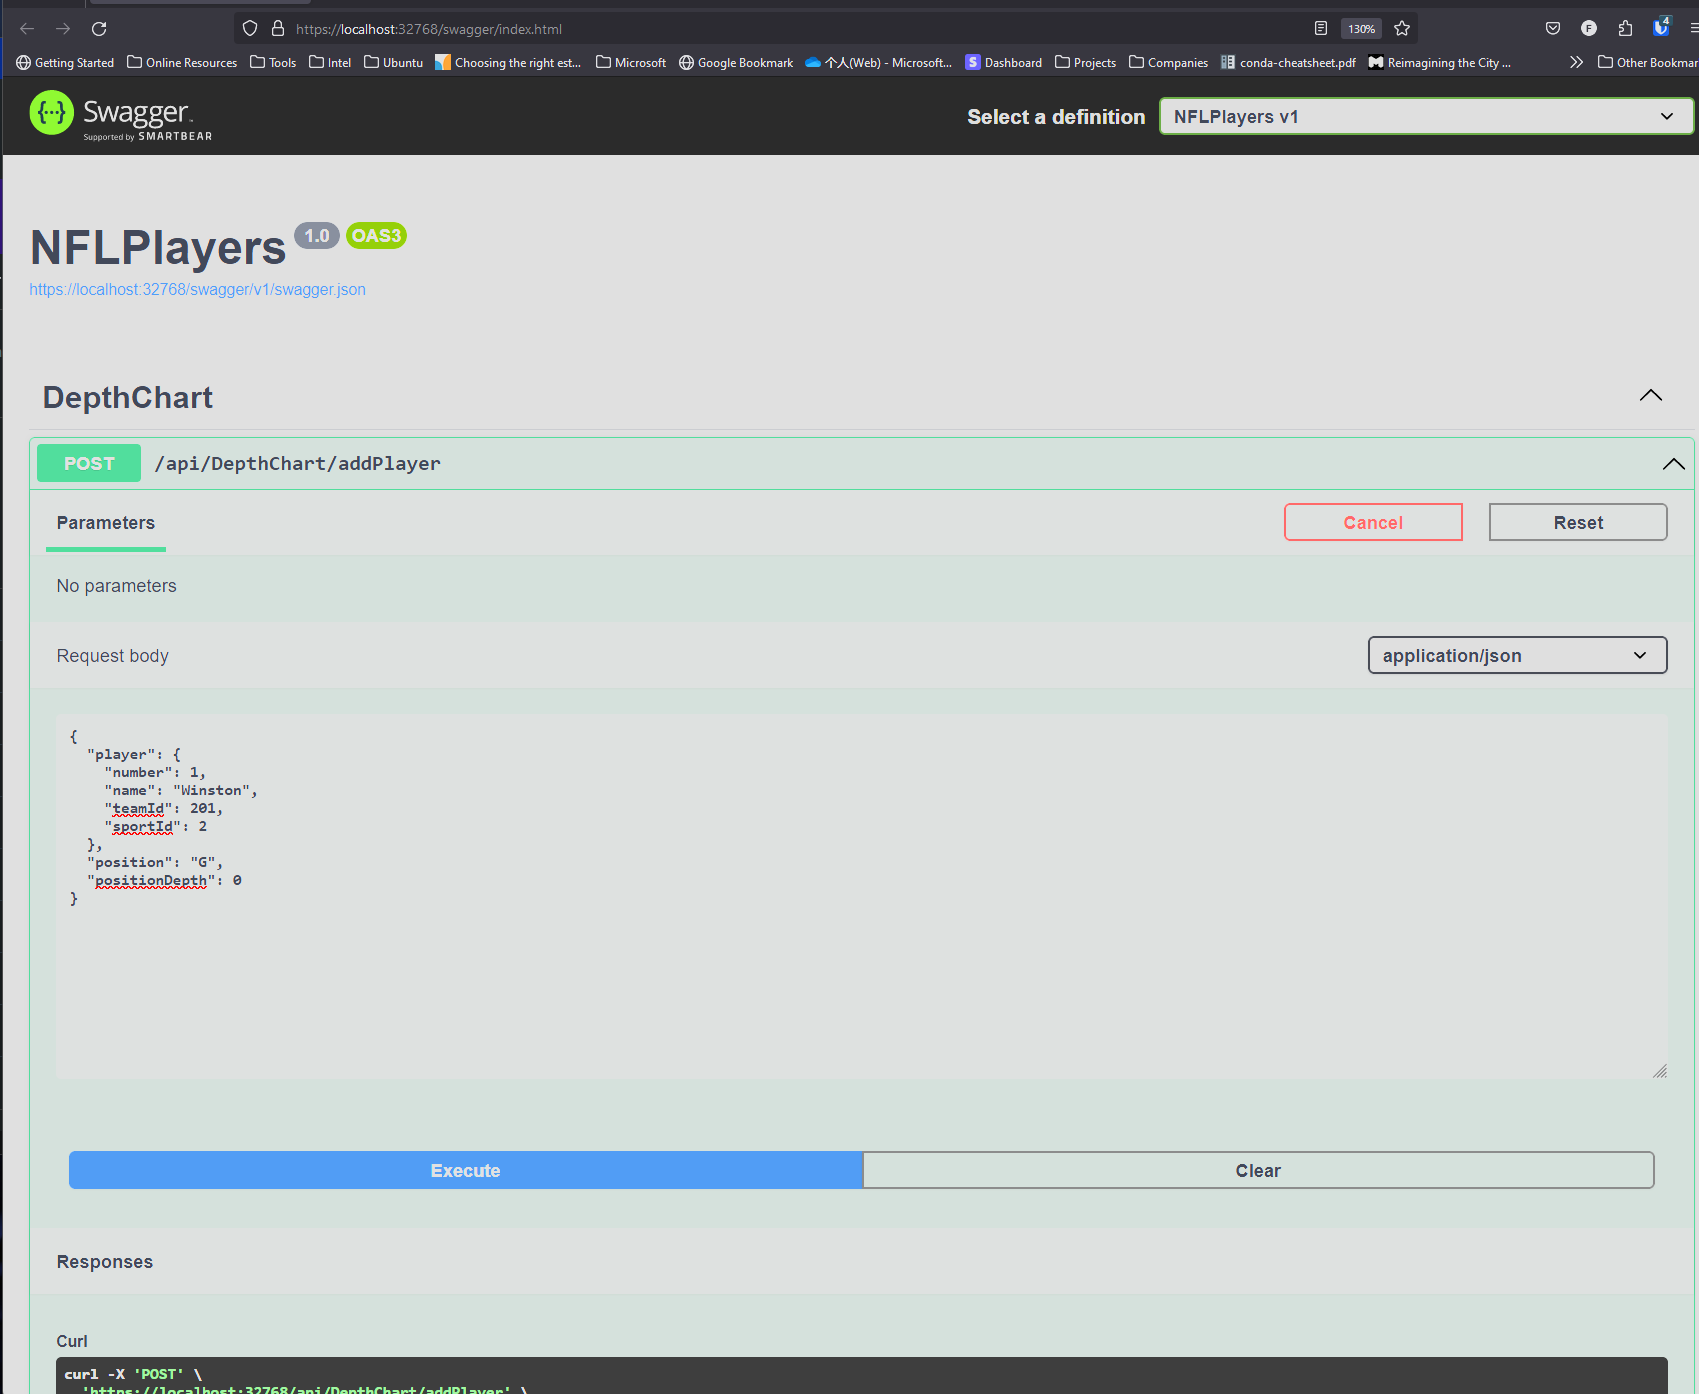 https://localhost:32768/swagger/index.html
130%
F
4
Getting Started
Online Resources
Tools
Intel
Ubuntu
Choosing the right est...
Microsoft
Google Bookmark
个人(Web) - Microsoft...
S
Dashboard
Projects
Companies
conda-cheatsheet.pdf
Reimagining the City ...
Other Bookmar
{···} Swagger
Supported by SMARTBEAR
Select a definition
NFLPlayers v1
NFLPlayers 1.0 OAS3
https://localhost:32768/swagger/v1/swagger.json
DepthChart
POST /api/DepthChart/addPlayer
Parameters
Cancel
Reset
No parameters
Request body
application/json
{
"player": {
"number": 1,
"name": "Winston",
"teamId": 201,
"sportId": 2
},
"position": "G",
"positionDepth": 0
}
Execute
Clear
Responses
Curl
curl -X 'POST' \
'https://localhost:32768/api/DepthChart/addPlayer' \